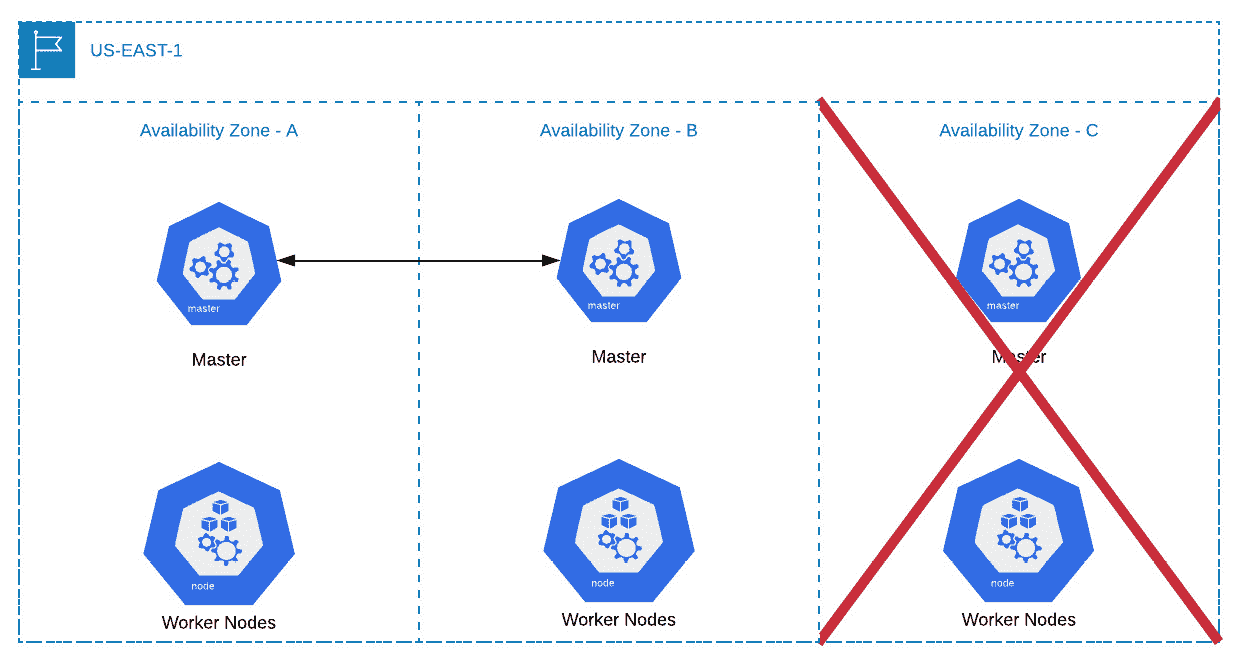 US-EAST-1
Availability Zone - A
Availability Zone - B
Availability Zone - C
master
master
master
Master
Master
Master
node
node
node
Worker Nodes
Worker Nodes
Worker Nodes